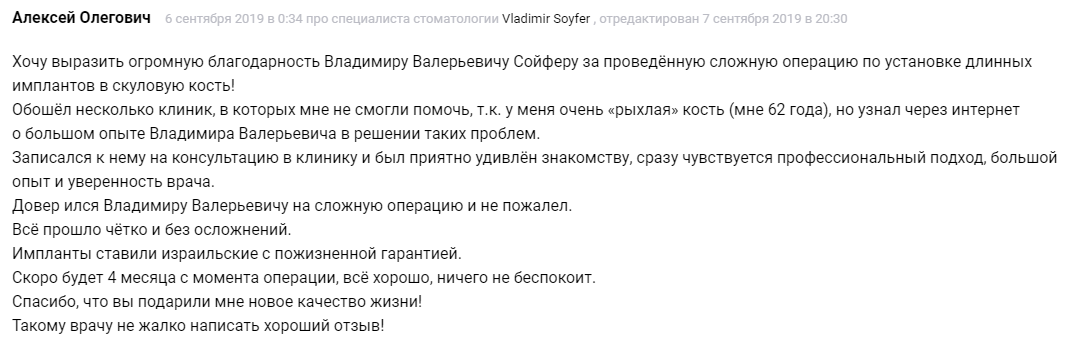 Алексей Олегович 6 сентября 2019 в 0:34 про специалиста стоматологии Vladimir Soyfer , отредактирован 7 сентября 2019 в 20:30
Хочу выразить огромную благодарность Владимиру Валерьевичу Сойферу за проведённую сложную операцию по установке длинных
имплантов в скуловую кость!
Обошёл несколько клиник, в которых мне не смогли помочь, т.к. у меня очень «рыхлая» кость (мне 62 года), но узнал через интернет
о большом опыте Владимира Валерьевича в решении таких проблем.
Записался к нему на консультацию в клинику и был приятно удивлён знакомству, сразу чувствуется профессиональный подход, большой
опыт и уверенность врача.
Довер ился Владимиру Валерьевичу на сложную операцию и не пожалел.
Всё прошло чётко и без осложнений.
Импланты ставили израильские с пожизненной гарантией.
Скоро будет 4 месяца с момента операции, всё хорошо, ничего не беспокоит.
Спасибо, что вы подарили мне новое качество жизни!
Такому врачу не жалко написать хороший отзыв!